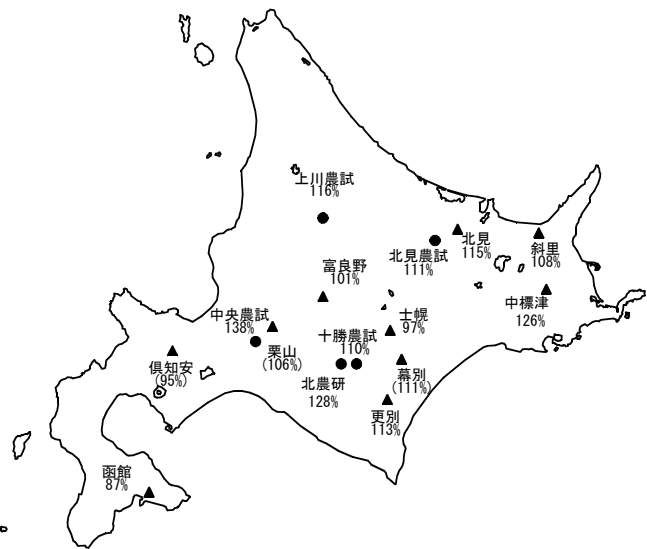 上川農試
116%
北見
115%
斜里
108%
北見農試
111%
富良野
101%
中標津
126%
中央農試
138%
士幌
97%
十勝農試
110%
栗山
(106%)
倶知安
(95%)
幕別
(111%)
北農研
128%
更別
113%
函館
87%